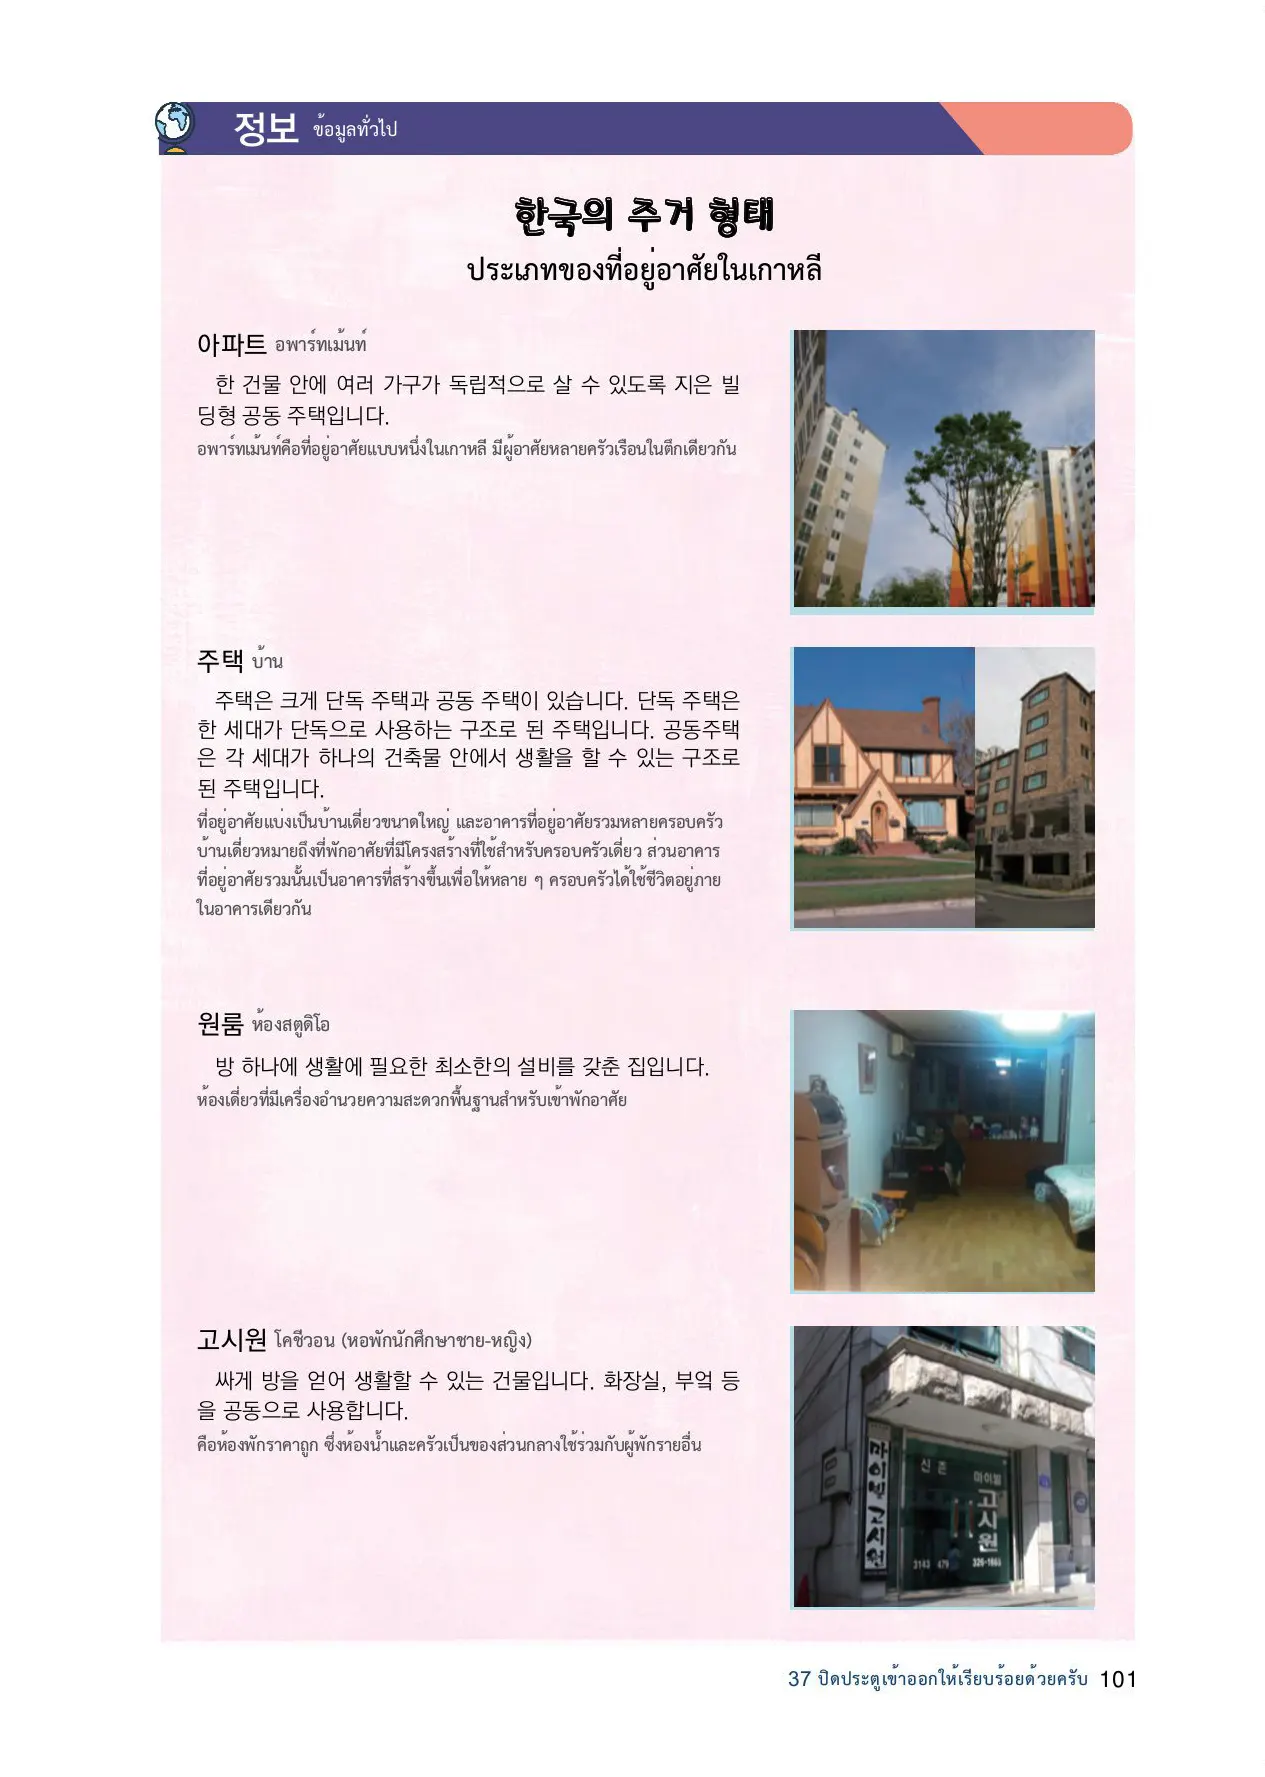 정보 ข้อมูลทั่วไป
한국의 주거 형태
ประเภทของที่อยู่อาศัยในเกาหลี
아파트 อพาร์ทเม้นท์
한 건물 안에 여러 가구가 독립적으로 살 수 있도록 지은 빌
딩형 공동 주택입니다.
อพาร์ทเม้นท์คือที่อยู่อาศัยแบบหนึ่งในเกาหลี มีผู้อาศัยหลายครัวเรือนในตึกเดียวกัน
주택 บ้าน
주택은 크게 단독 주택과 공동 주택이 있습니다. 단독 주택은
한 세대가 단독으로 사용하는 구조로 된 주택입니다. 공동주택
은 각 세대가 하나의 건축물 안에서 생활을 할 수 있는 구조로
된 주택입니다.
ที่อยู่อาศัยแบ่งเป็นบ้านเดี่ยวขนาดใหญ่ และอาคารที่อยู่อาศัยรวมหลายครอบครัว
บ้านเดี่ยวหมายถึงที่พักอาศัยที่มีโครงสร้างที่ใช้สำหรับครอบครัวเดี่ยว ส่วนอาคาร
ที่อยู่อาศัยรวมนั้นเป็นอาคารที่สร้างขึ้นเพื่อให้หลาย ๆ ครอบครัวได้ใช้ชีวิตอยู่ภาย
ในอาคารเดียวกัน
원룸 ห้องสตูดิโอ
방 하나에 생활에 필요한 최소한의 설비를 갖춘 집입니다.
ห้องเดี่ยวที่มีเครื่องอำนวยความสะดวกพื้นฐานสำหรับเข้าพักอาศัย
고시원 โคชีวอน (หอพักนักศึกษาชาย-หญิง)
싸게 방을 얻어 생활할 수 있는 건물입니다. 화장실, 부엌 등
을 공동으로 사용합니다.
คือห้องพักราคาถูก ซึ่งห้องน้ำและครัวเป็นของส่วนกลางใช้ร่วมกับผู้พักรายอื่น
마이빌 고시원
신촌 마이빌
고시원
37 ปิดประตูเข้าออกให้เรียบร้อยด้วยครับ 101